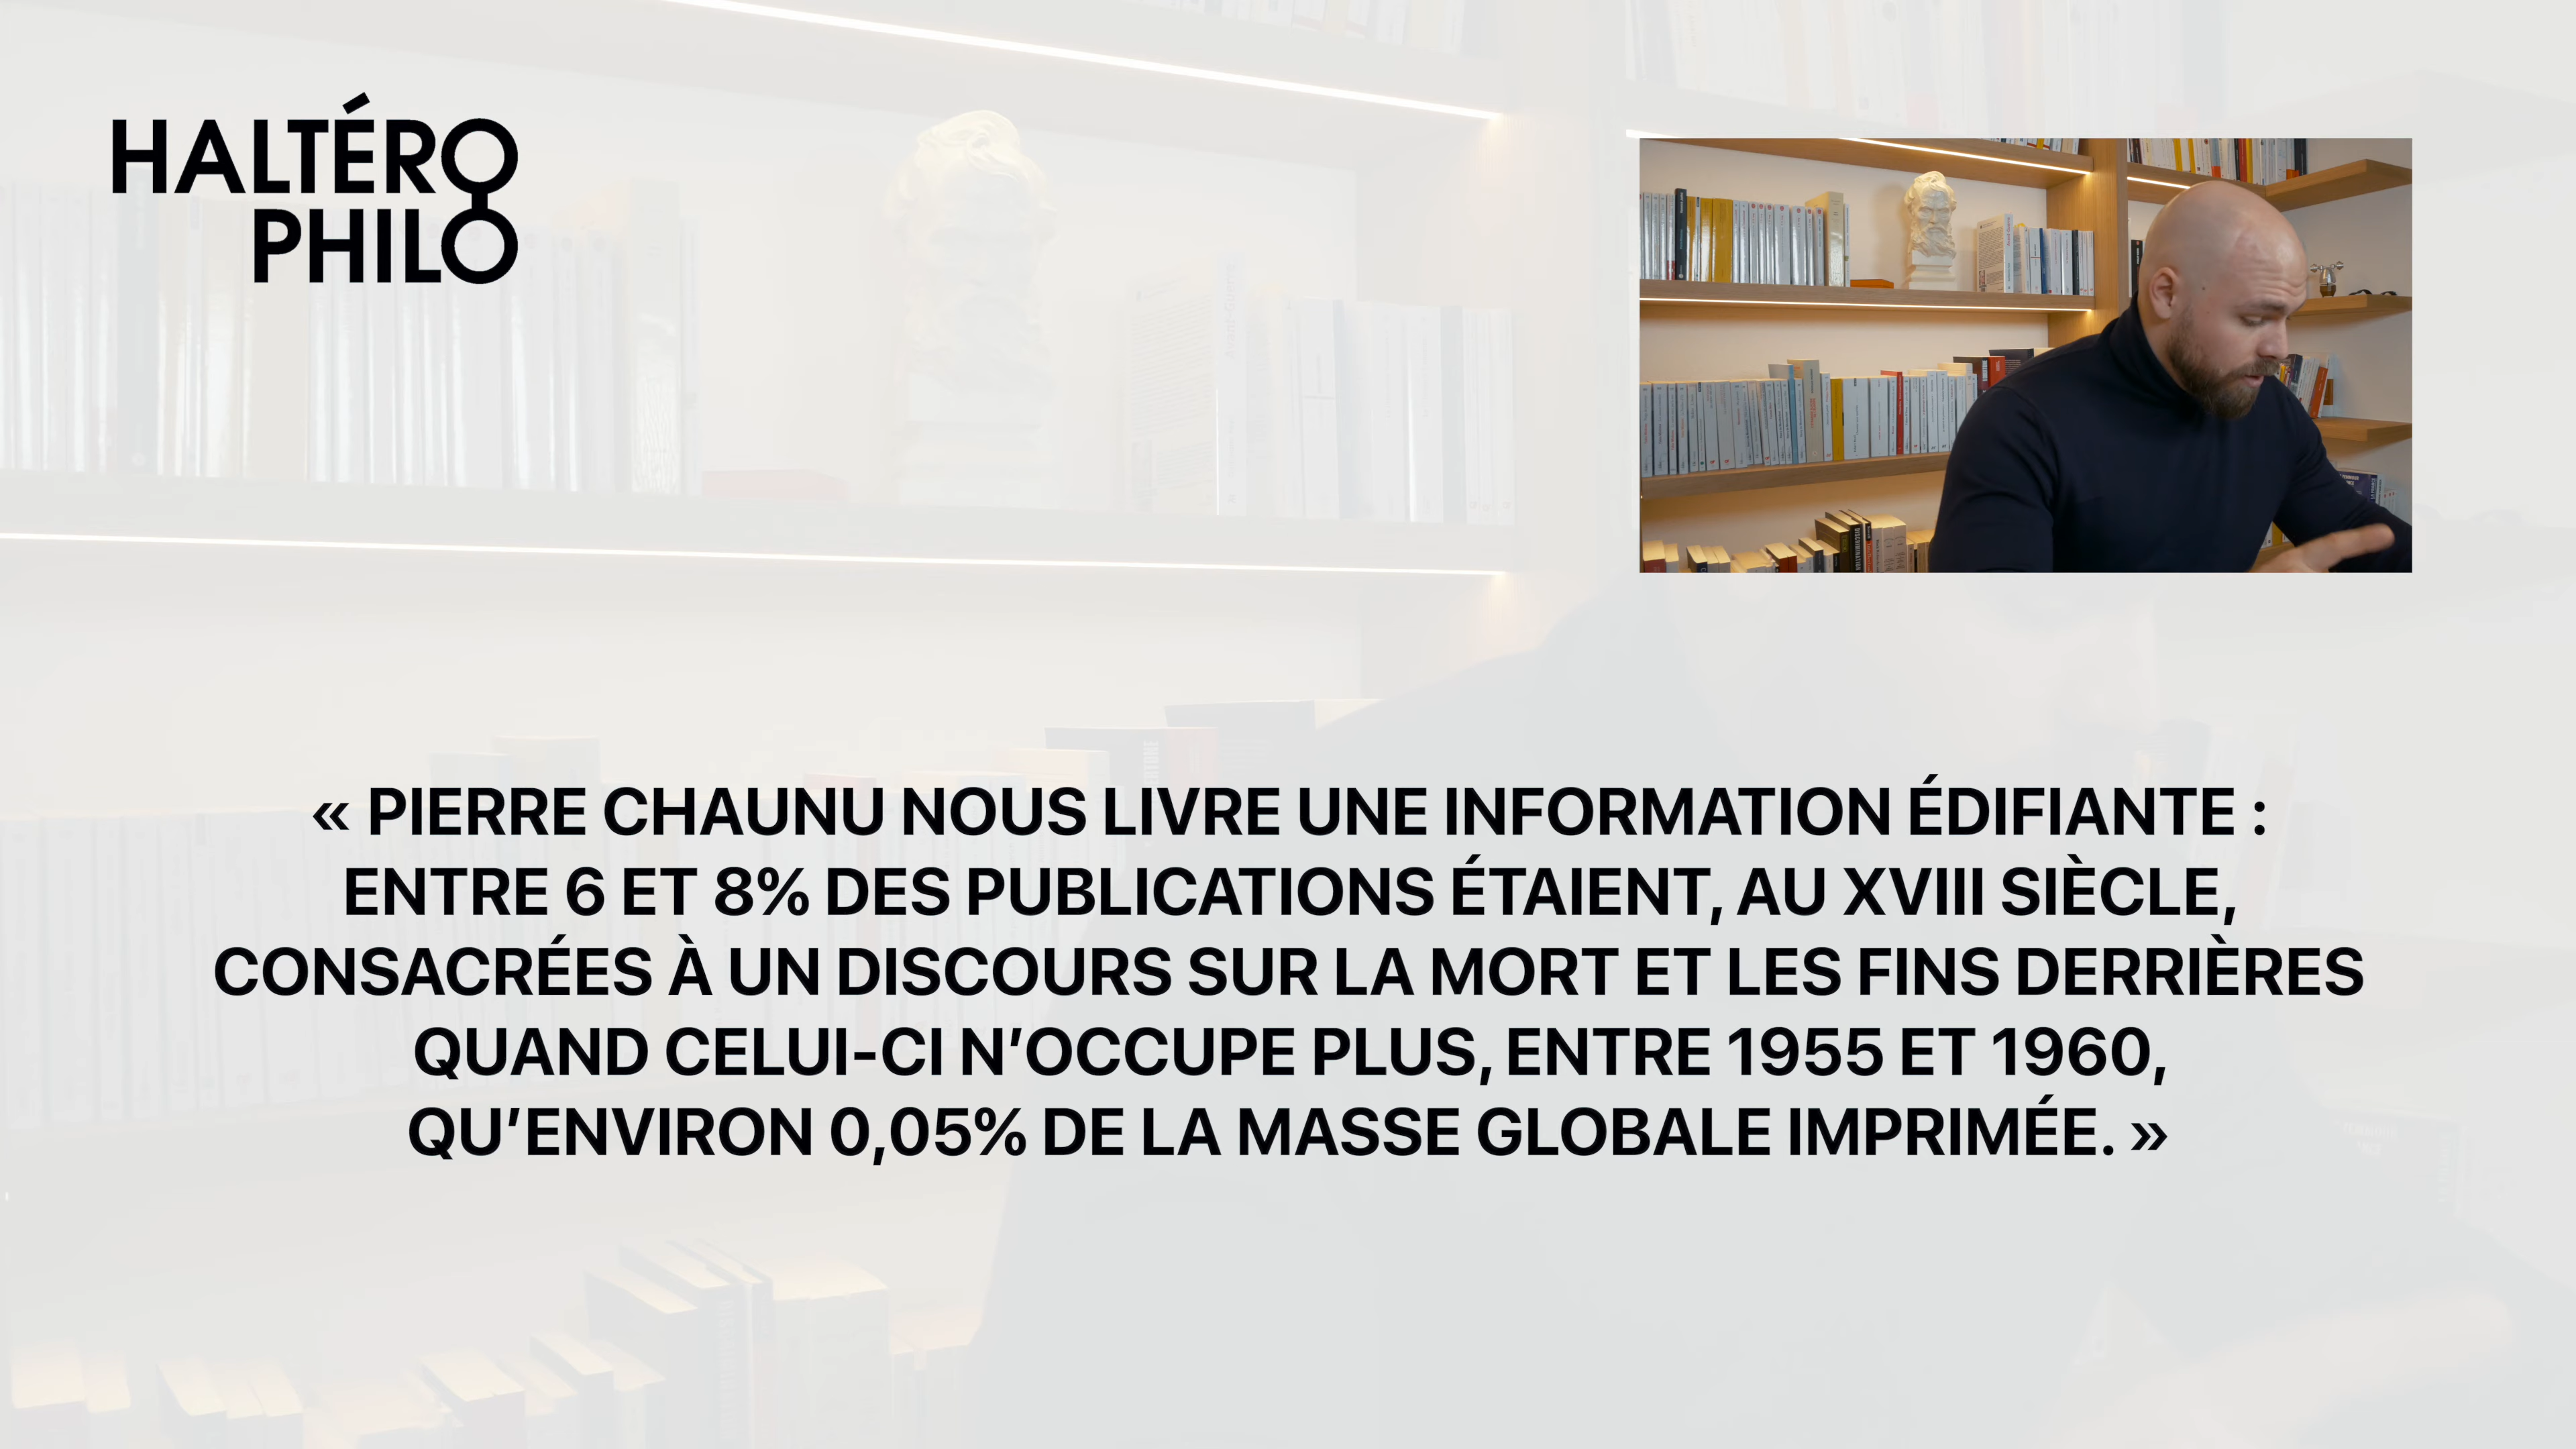 HALTÉRO
PHILO
« PIERRE CHAUNU NOUS LIVRE UNE INFORMATION ÉDIFIANTE :
ENTRE 6 ET 8% DES PUBLICATIONS ÉTAIENT, AU XVIII SIÈCLE,
CONSACRÉES À UN DISCOURS SUR LA MORT ET LES FINS DERRIÈRES
QUAND CELUI-CI N’OCCUPE PLUS, ENTRE 1955 ET 1960,
QU’ENVIRON 0,05% DE LA MASSE GLOBALE IMPRIMÉE. »